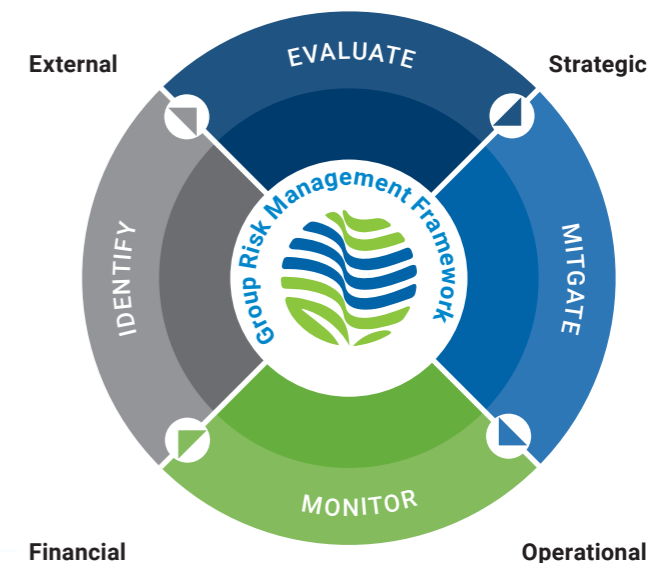 External
EVALUATE
Strategic
IDENTIFY
Group Risk Management Framework
MITGATE
MONITOR
Financial
Operational